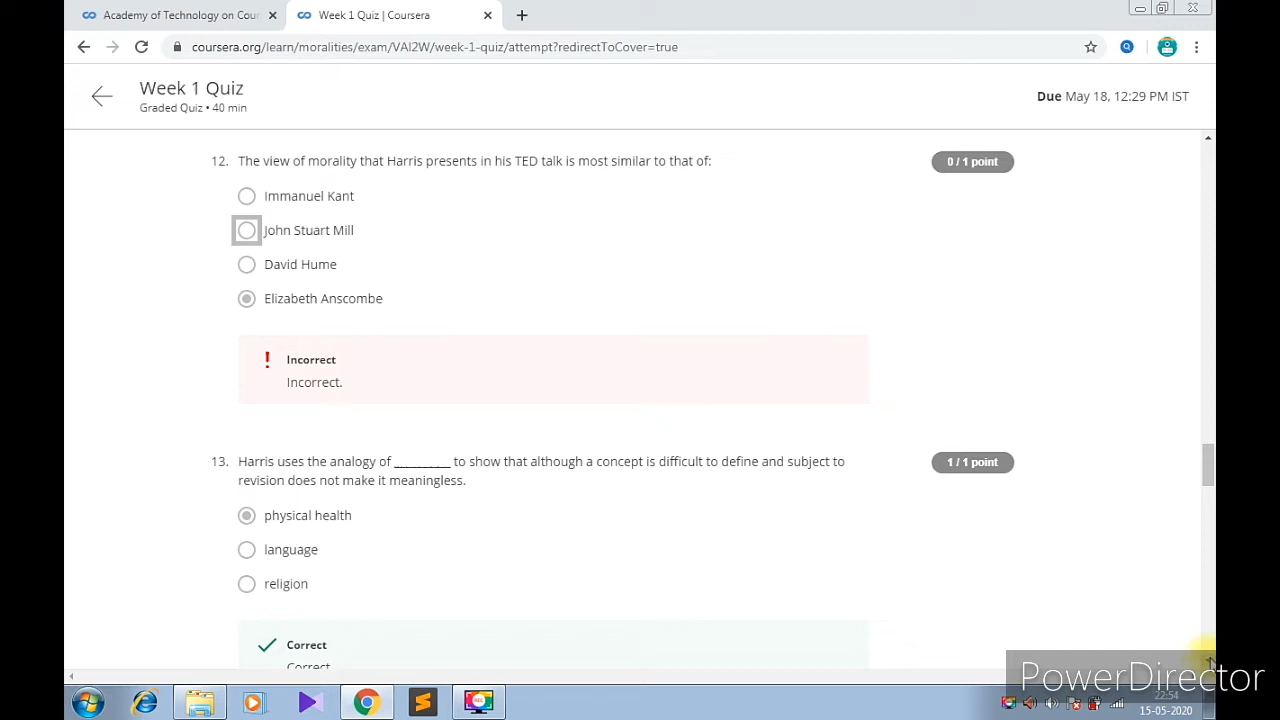 Academy of Technology on Cour
Week 1 Quiz | Coursera
coursera.org/learn/moralities/exam/VAI2W/week-1-quiz/attempt?redirectToCover=true
Week 1 Quiz
Graded Quiz • 40 min
Due May 18, 12:29 PM IST
12. The view of morality that Harris presents in his TED talk is most similar to that of:
0 / 1 point
Immanuel Kant
John Stuart Mill
David Hume
Elizabeth Anscombe
! Incorrect
Incorrect.
13. Harris uses the analogy of __________ to show that although a concept is difficult to define and subject to
revision does not make it meaningless.
1 / 1 point
physical health
language
religion
Correct
Correct
PowerDirector
22:54
15-05-2020